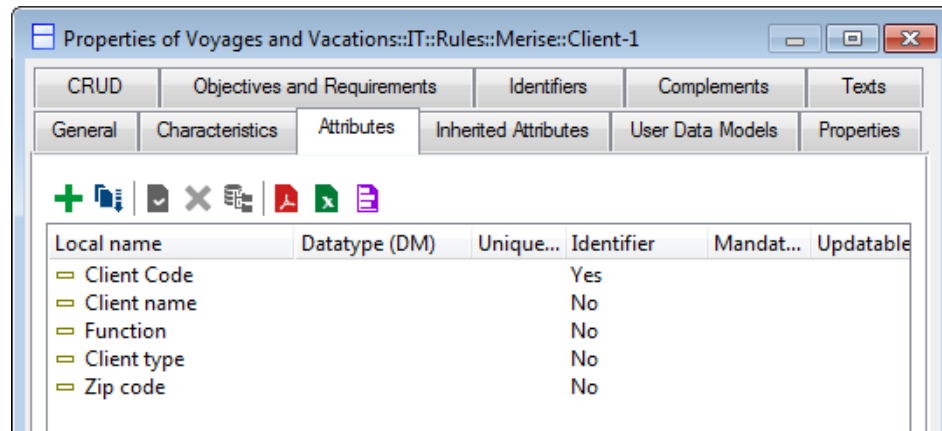 Properties of Voyages and Vacations::IT::Rules::Merise::Client-1
CRUD Objectives and Requirements Identifiers Complements Texts
General Characteristics Attributes Inherited Attributes User Data Models Properties
Local name Datatype (DM) Unique... Identifier Mandat... Updatable
Client Code Yes
Client name No
Function No
Client type No
Zip code No